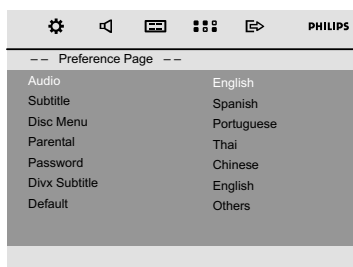 PHILIPS
-- Preference Page --
Audio English
Subtitle Spanish
Disc Menu Portuguese
Parental Thai
Password Chinese
Divx Subtitle English
Default Others